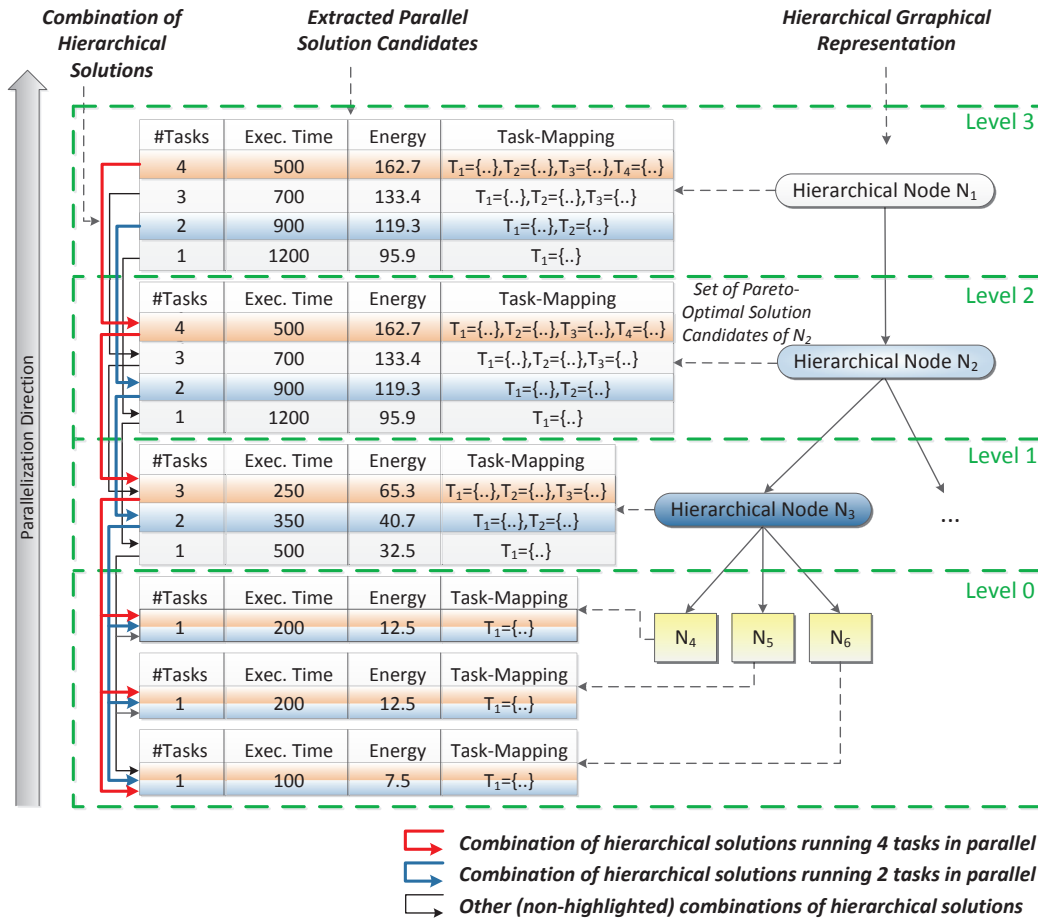 Combination of
Hierarchical
Solutions
Extracted Parallel
Solution Candidates
Hierarchical Grraphical
Representation
Parallelization Direction
Level 3
#Tasks Exec. Time Energy Task-Mapping
4 500 162.7 T₁={..},T₂={..},T₃={..},T₄={..}
3 700 133.4 T₁={..},T₂={..},T₃={..}
2 900 119.3 T₁={..},T₂={..}
1 1200 95.9 T₁={..}
Hierarchical Node N₁
Level 2
#Tasks Exec. Time Energy Task-Mapping
4 500 162.7 T₁={..},T₂={..},T₃={..},T₄={..}
3 700 133.4 T₁={..},T₂={..},T₃={..}
2 900 119.3 T₁={..},T₂={..}
1 1200 95.9 T₁={..}
Set of Pareto-
Optimal Solution
Candidates of N₂
Hierarchical Node N₂
Level 1
#Tasks Exec. Time Energy Task-Mapping
3 250 65.3 T₁={..},T₂={..},T₃={..}
2 350 40.7 T₁={..},T₂={..}
1 500 32.5 T₁={..}
Hierarchical Node N₃
...
Level 0
#Tasks Exec. Time Energy Task-Mapping
1 200 12.5 T₁={..}
N₄ N₅ N₆
#Tasks Exec. Time Energy Task-Mapping
1 200 12.5 T₁={..}
#Tasks Exec. Time Energy Task-Mapping
1 100 7.5 T₁={..}
Combination of hierarchical solutions running 4 tasks in parallel
Combination of hierarchical solutions running 2 tasks in parallel
Other (non-highlighted) combinations of hierarchical solutions